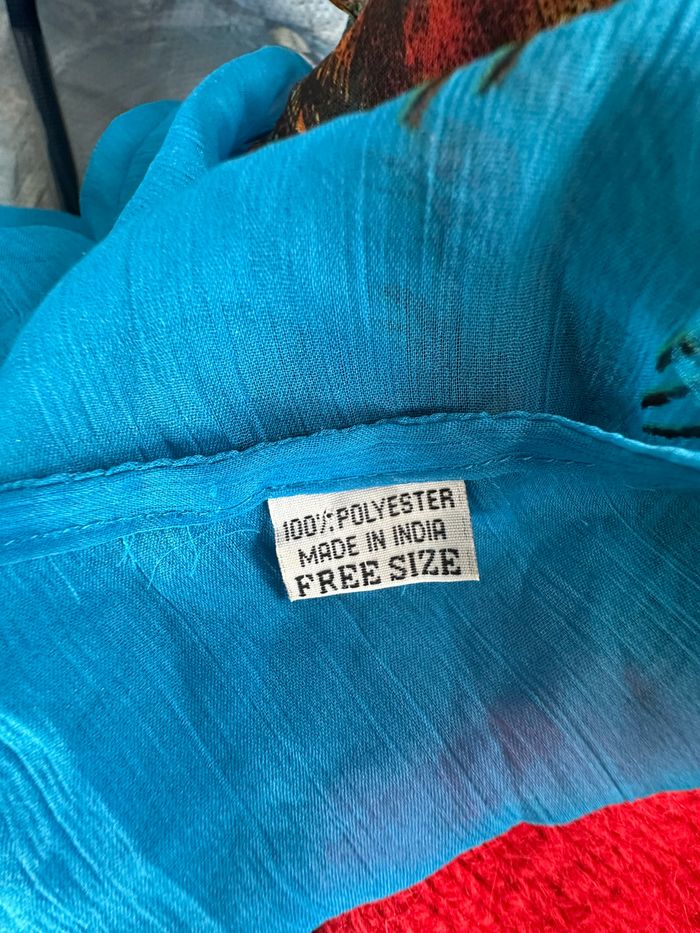 100% POLYESTER
MADE IN INDIA
FREE SIZE